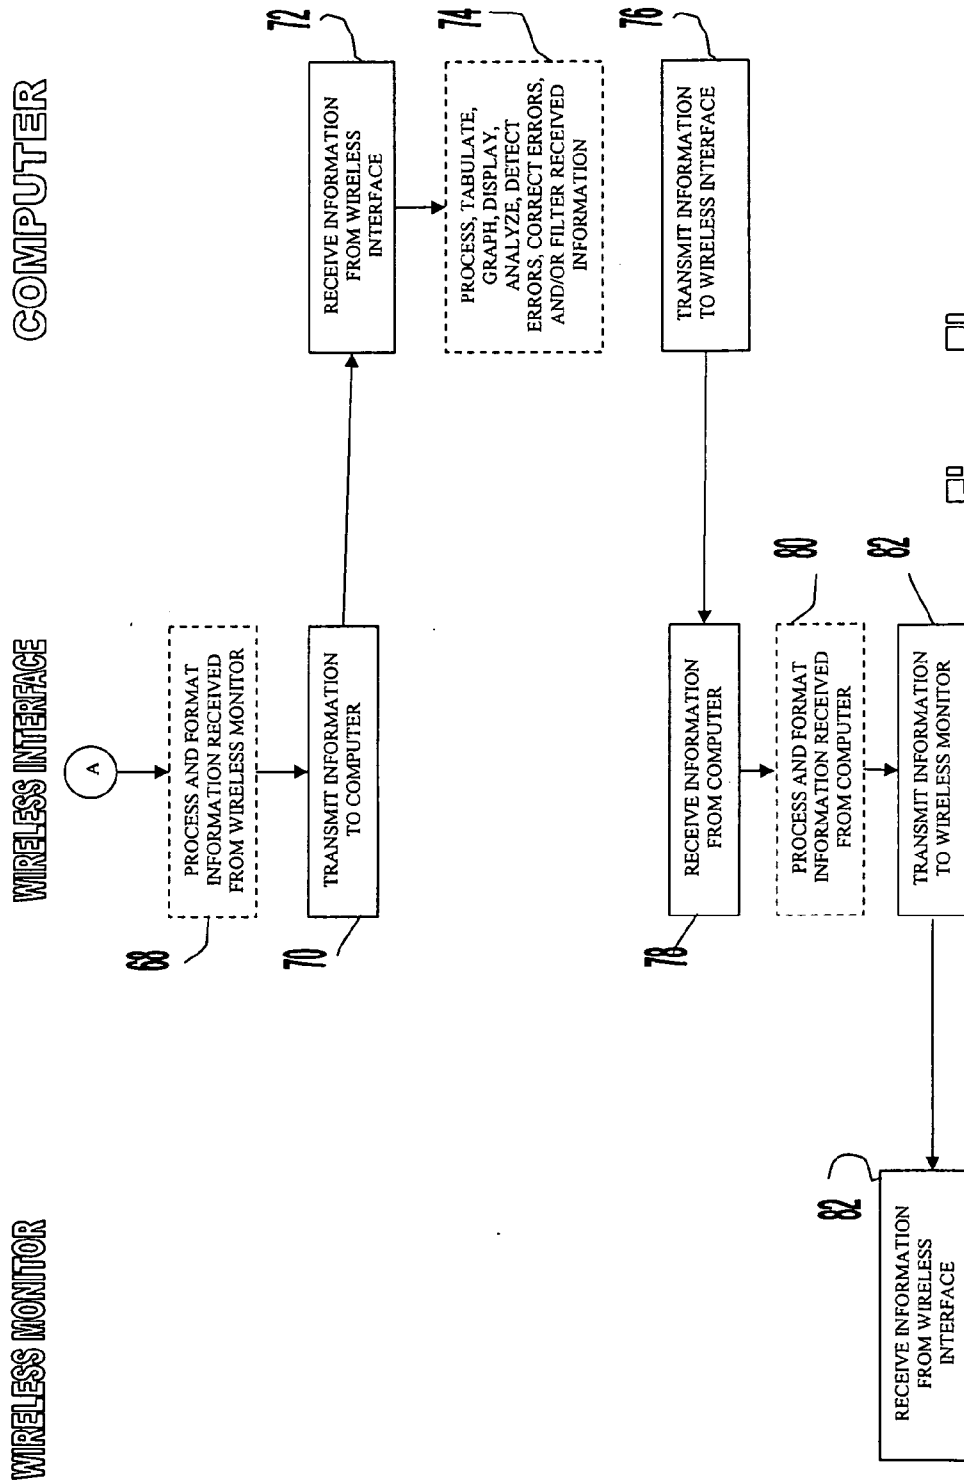 WIRELESS MONITOR
WIRELESS INTERFACE
COMPUTER
A
PROCESS AND FORMAT
INFORMATION RECEIVED
FROM WIRELESS MONITOR
68
TRANSMIT INFORMATION
TO COMPUTER
70
RECEIVE INFORMATION
FROM WIRELESS
INTERFACE
72
PROCESS, TABULATE,
GRAPH, DISPLAY,
ANALYZE, DETECT
ERRORS, CORRECT ERRORS,
AND/OR FILTER RECEIVED
INFORMATION
74
TRANSMIT INFORMATION
TO WIRELESS INTERFACE
76
RECEIVE INFORMATION
FROM COMPUTER
78
PROCESS AND FORMAT
INFORMATION RECEIVED
FROM COMPUTER
80
TRANSMIT INFORMATION
TO WIRELESS MONITOR
82
RECEIVE INFORMATION
FROM WIRELESS
INTERFACE
82